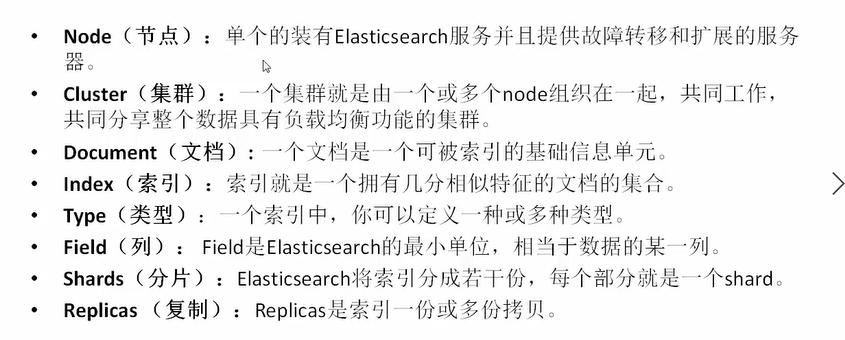 • Node（节点）：单个的装有Elasticsearch服务并且提供故障转移和扩展的服务
器。
• Cluster（集群）：一个集群就是由一个或多个node组织在一起，共同工作，
共同分享整个数据具有负载均衡功能的集群。
• Document（文档）：一个文档是一个可被索引的基础信息单元。
• Index（索引）：索引就是一个拥有几分相似特征的文档的集合。
• Type（类型）：一个索引中，你可以定义一种或多种类型。
• Field（列）：Field是Elasticsearch的最小单位，相当于数据的某一列。
• Shards（分片）：Elasticsearch将索引分成若干份，每个部分就是一个shard。
• Replicas （复制）：Replicas是索引一份或多份拷贝。